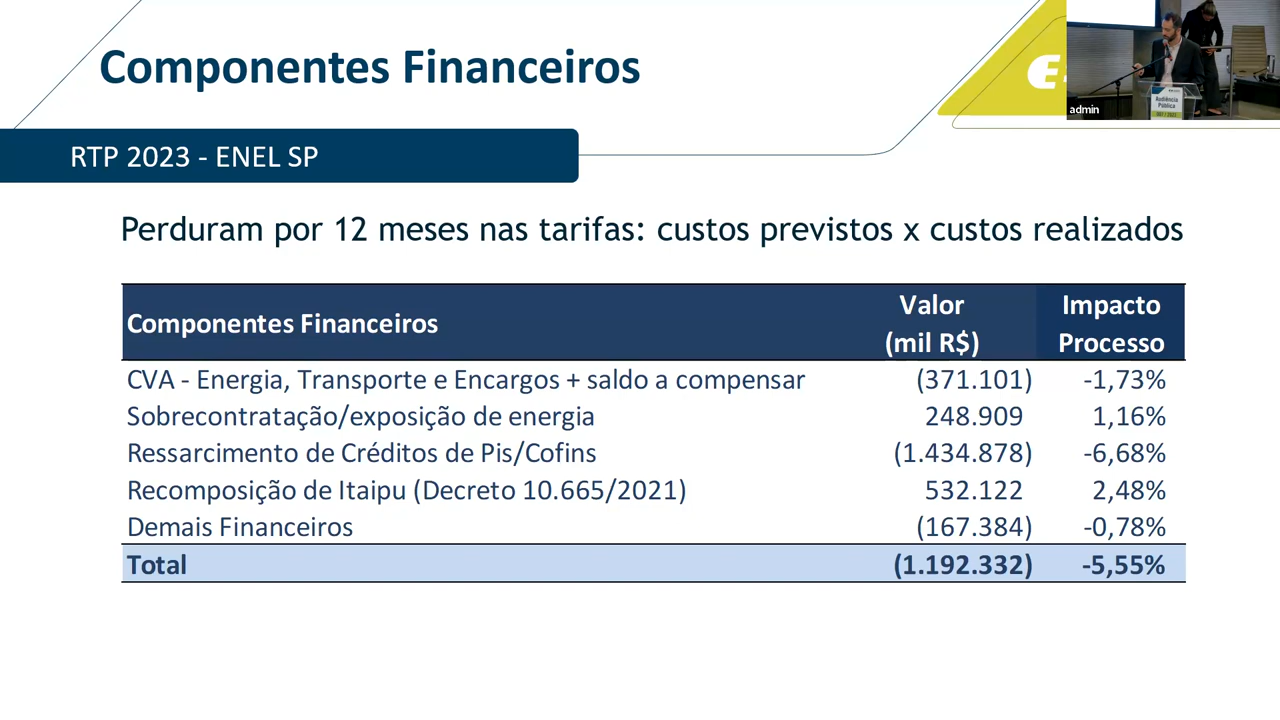 Componentes Financeiros
RTP 2023 - ENEL SP
Perduram por 12 meses nas tarifas: custos previstos x custos realizados
Componentes Financeiros Valor (mil R$) Impacto Processo
CVA - Energia, Transporte e Encargos + saldo a compensar (371.101) -1,73%
Sobrecontratação/exposição de energia 248.909 1,16%
Ressarcimento de Créditos de Pis/Cofins (1.434.878) -6,68%
Recomposição de Itaipu (Decreto 10.665/2021) 532.122 2,48%
Demais Financeiros (167.384) -0,78%
Total (1.192.332) -5,55%
admin
Audiência
Pública